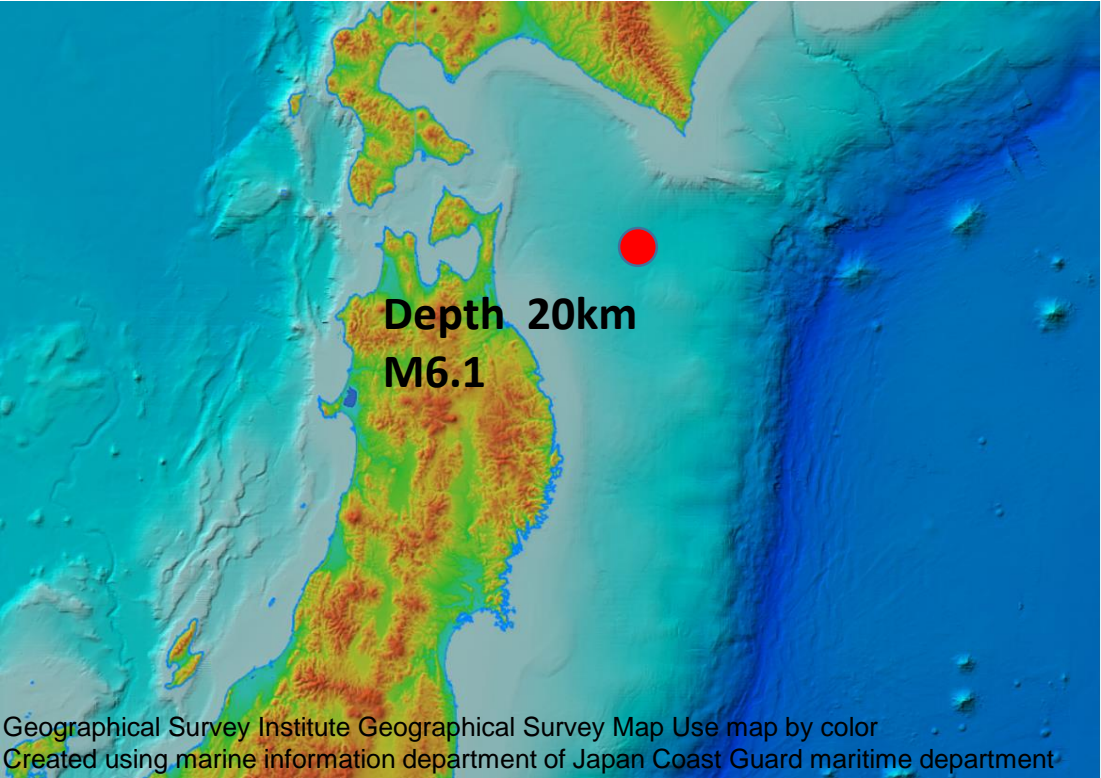 Depth 20km
M6.1
Geographical Survey Institute Geographical Survey Map Use map by color
Created using marine information department of Japan Coast Guard maritime department